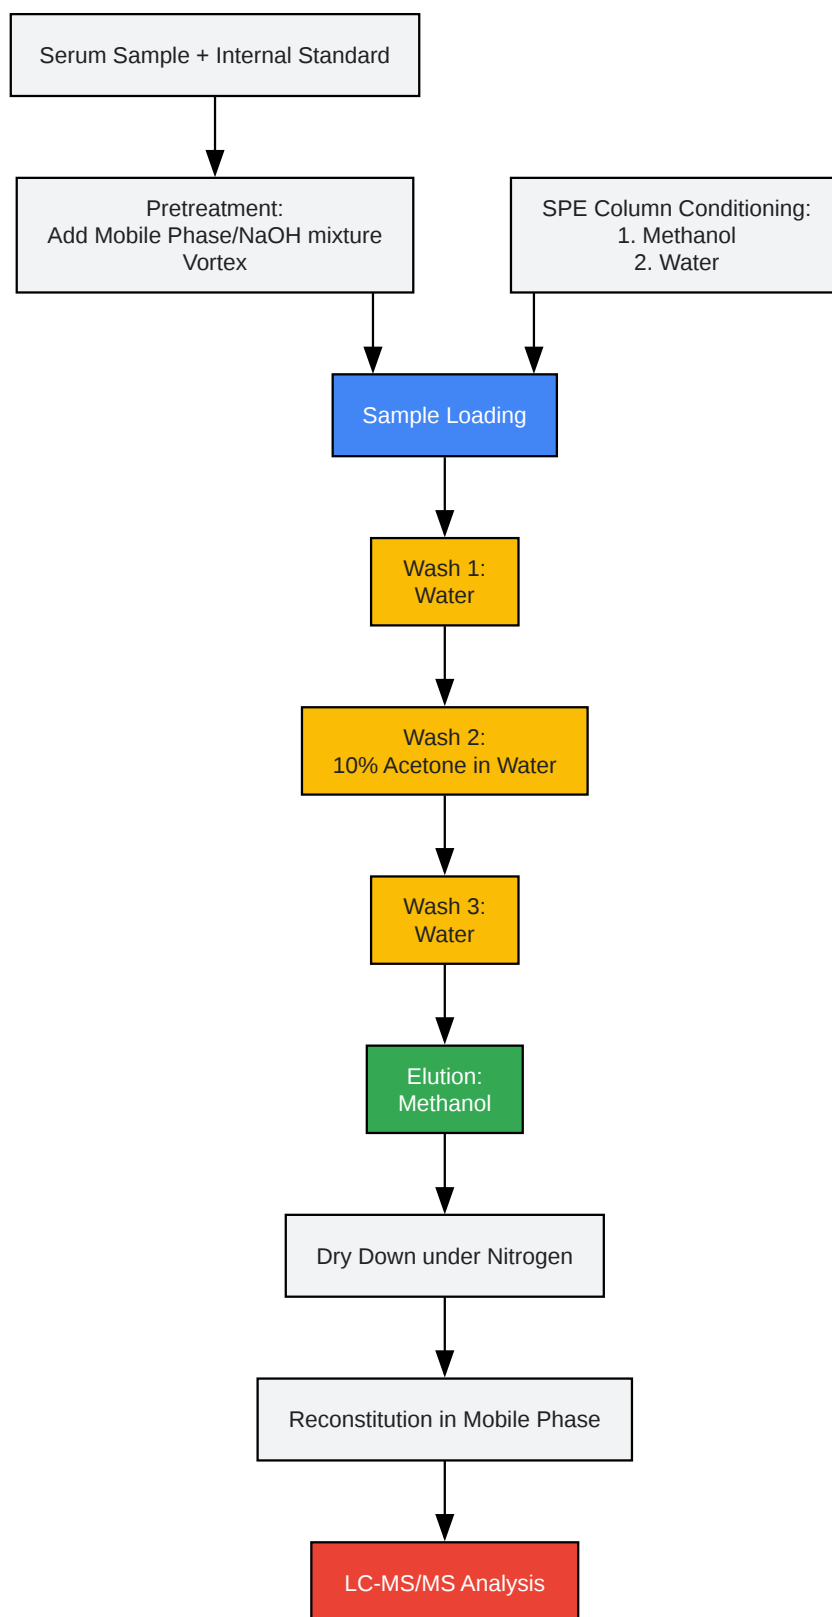 Serum Sample + Internal Standard
Pretreatment:
Add Mobile Phase/NaOH mixture
Vortex
SPE Column Conditioning:
1. Methanol
2. Water
Sample Loading
Wash 1:
Water
Wash 2:
10% Acetone in Water
Wash 3:
Water
Elution:
Methanol
Dry Down under Nitrogen
Reconstitution in Mobile Phase
LC-MS/MS Analysis